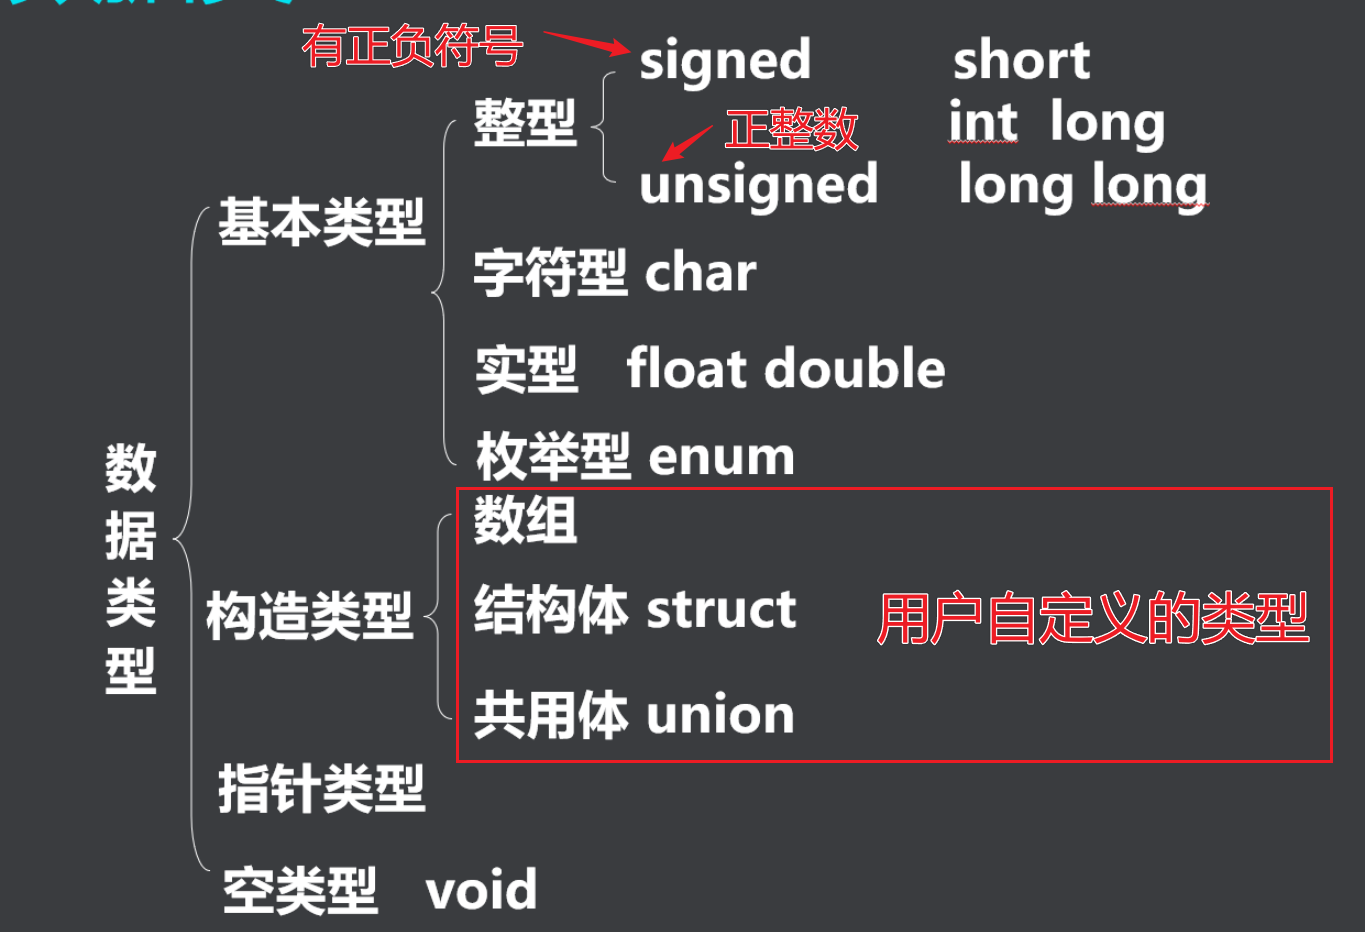 有正负符号
signed short
整型
正整数
int long
unsigned long long
基本类型
字符型 char
实型 float double
枚举型 enum
数据类型
数组
构造类型
结构体 struct
用户自定义的类型
共用体 union
指针类型
空类型 void